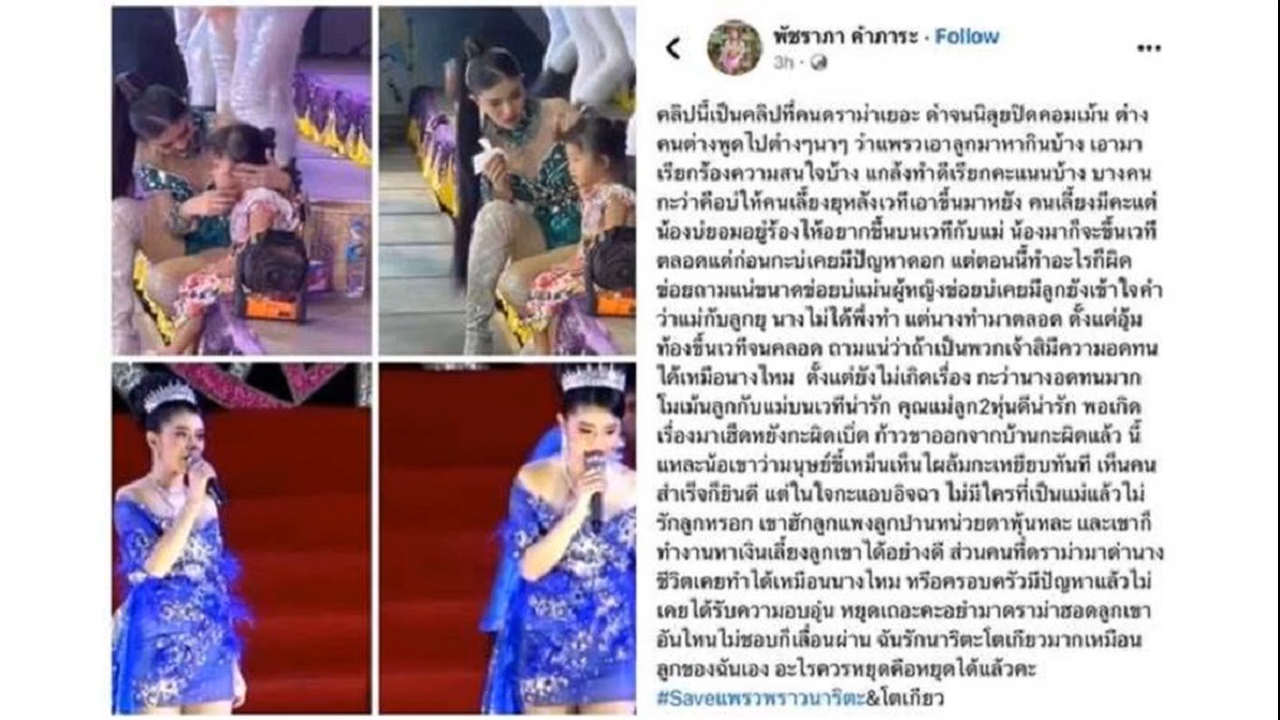 พัชราภา คำภาระ · Follow
3h
คลิปนี้เป็นคลิปที่คนดราม่าเยอะ ด่าจนนิลุยปิดคอมเม้น ต่าง
คนต่างพูดไปต่างๆนาๆ ว่าแพรวเอาลูกมาหากินบ้าง เอามา
เรียกร้องความสนใจบ้าง แกล้งทำดีเรียกคะแนนบ้าง บางคน
กะว่าคือบ่ให้คนเลี้ยงยุหลังเวทีเอาขึ้นมาหยัง คนเลี้ยงมีคะแต่
น้องบ่ยอมอยู่ร้องไห้อยากขึ้นบนเวทีกับแม่ น้องมาก็จะขึ้นเวที
ตลอดแต่ก่อนกะบ่เคยมีปัญหาดอก แต่ตอนนี้ทำอะไรก็ผิด
ข่อยถามแน่ขนาดข่อยบ่แม่นผู้หญิงข่อยบ่เคยมีลูกยังเข้าใจคำ
ว่าแม่กับลูกยุ นางไม่ได้พึ่งทำ แต่นางทำมาตลอด ตั้งแต่อุ้ม
ท้องขึ้นเวทีจนคลอด ถามแน่ว่าถ้าเป็นพวกเจ้าสิมีความอดทน
ได้เหมือนางไหม ตั้งแต่ยังไม่เกิดเรื่อง กะว่านางอดทนมาก
โมเม้นลูกกับแม่บนเวทีน่ารัก คุณแม่ลูก2หุ่นดีน่ารัก พอเกิด
เรื่องมาเฮ็ดหยังกะผิดเบิ่ด ก้าวขาออกจากบ้านกะผิดแล้ว นี้
แหละน้อเขาว่ามนุษย์ขี้เหม็นเห็นไผล้มกะเหยียบทันที เห็นคน
สำเร็จก็ยินดี แต่ในใจกะแอบอิจฉา ไม่มีใครที่เป็นแม่แล้วไม่
รักลูกหรอก เขาฮักลูกแพงลูกปานหน่วยตาพุ้นหละ และเขาก็
ทำงานหาเงินเลี้ยงลูกเขาได้อย่างดี ส่วนคนที่ดราม่ามาด่านาง
ชีวิตเคยทำได้เหมือนนางไหม หรือครอบครัวมีปัญหาแล้วไม่
เคยได้รับความอบอุ่น หยุดเถอะคะอย่ามาดราม่าฮอดลูกเขา
อันไหนไม่ชอบก็เลื่อนผ่าน ฉันรักนาริตะโตเกียวมากเหมือน
ลูกของฉันเอง อะไรควรหยุดคือหยุดได้แล้วคะ
#Saveแพรวพราวนาริตะ&โตเกียว